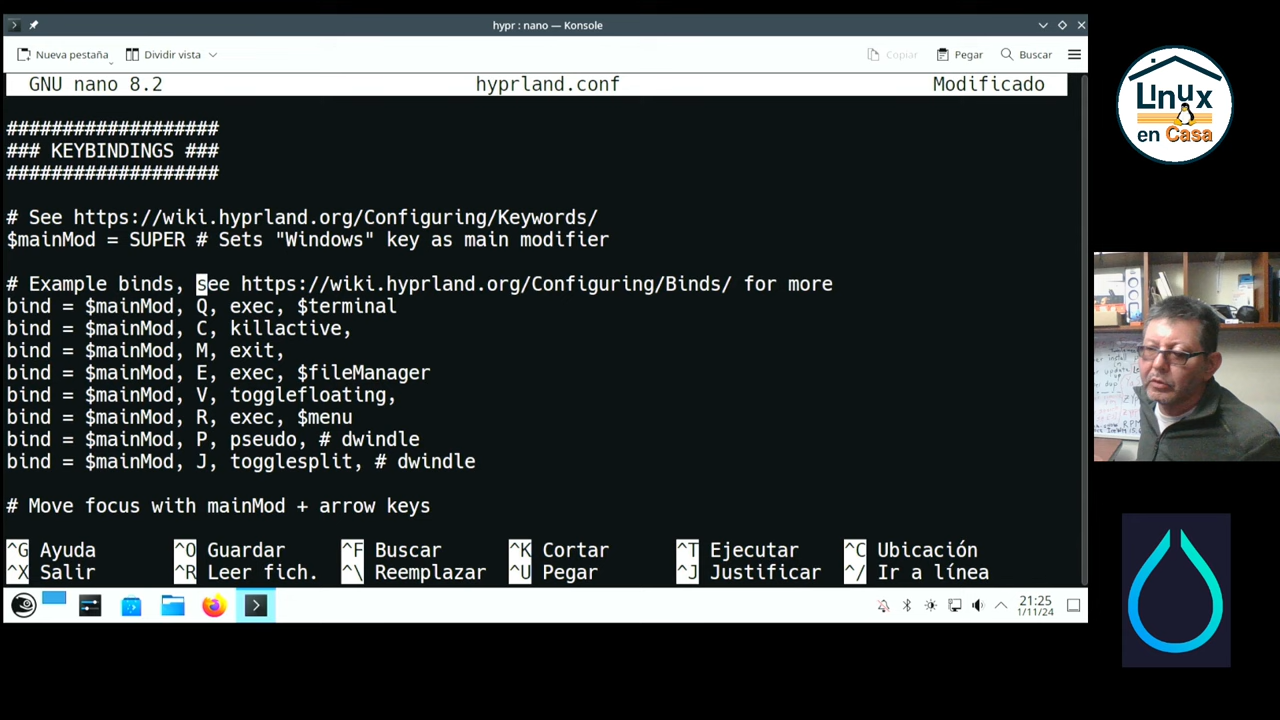 hypr : nano — Konsole
Nueva pestaña Dividir vista Copiar Pegar Buscar
GNU nano 8.2 hyprland.conf Modificado
###################
### KEYBINDINGS ###
###################
# See https://wiki.hyprland.org/Configuring/Keywords/
$mainMod = SUPER # Sets "Windows" key as main modifier
# Example binds, see https://wiki.hyprland.org/Configuring/Binds/ for more
bind = $mainMod, Q, exec, $terminal
bind = $mainMod, C, killactive,
bind = $mainMod, M, exit,
bind = $mainMod, E, exec, $fileManager
bind = $mainMod, V, togglefloating,
bind = $mainMod, R, exec, $menu
bind = $mainMod, P, pseudo, # dwindle
bind = $mainMod, J, togglesplit, # dwindle
# Move focus with mainMod + arrow keys
^G Ayuda ^O Guardar ^F Buscar ^K Cortar ^T Ejecutar ^C Ubicación
^X Salir ^R Leer fich. ^\ Reemplazar ^U Pegar ^J Justificar ^/ Ir a línea
21:25
1/11/24
Linux
en Casa